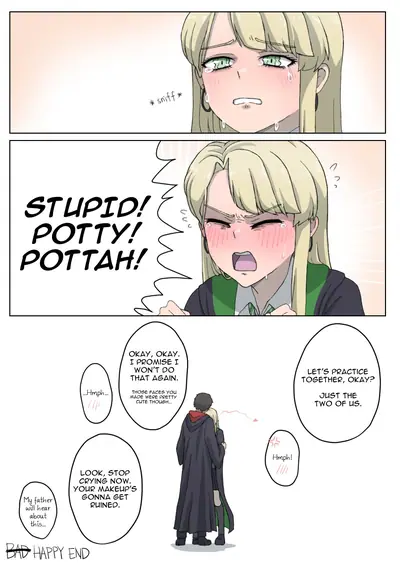 *sniff*
STUPID!
POTTY!
POTTAH!
OKAY, OKAY.
I PROMISE I
WON'T DO
THAT AGAIN.
THOSE FACES YOU
MADE WERE PRETTY
CUTE THOUGH...
...Hmph...
LET'S PRACTICE
TOGETHER, OKAY?
JUST THE
TWO OF US.
Hmph!
LOOK, STOP
CRYING NOW.
YOUR MAKEUP'S
GONNA GET
RUINED.
My father
will hear
about
this...
BAD HAPPY END